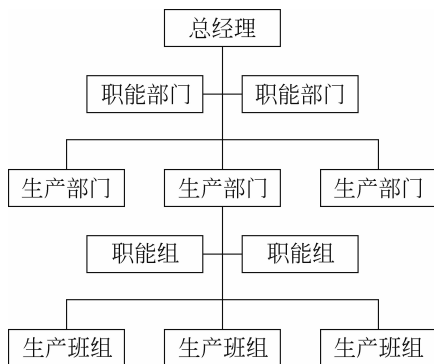 总经理
职能部门 职能部门
生产部门 生产部门 生产部门
职能组 职能组
生产班组 生产班组 生产班组